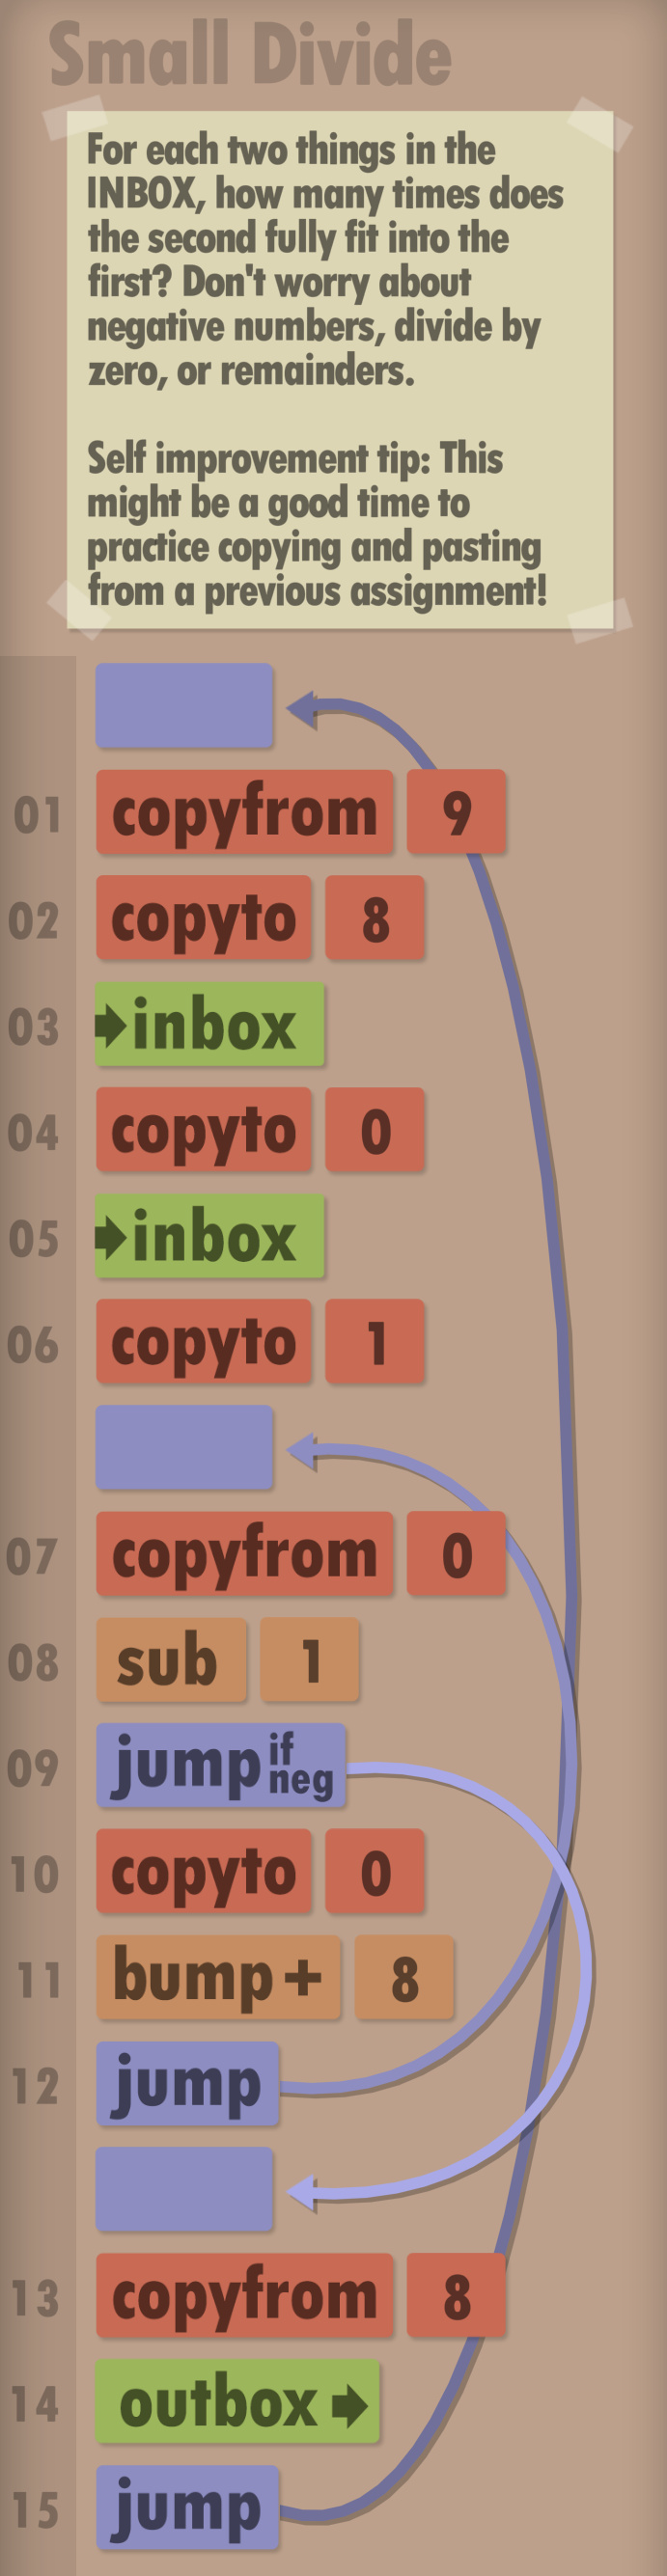 Small Divide
For each two things in the
INBOX, how many times does
the second fully fit into the
first? Don't worry about
negative numbers, divide by
zero, or remainders.
Self improvement tip: This
might be a good time to
practice copying and pasting
from a previous assignment!
01 copyfrom 9
02 copyto 8
03 inbox
04 copyto 0
05 inbox
06 copyto 1
07 copyfrom 0
08 sub 1
09 jump if neg
10 copyto 0
11 bump + 8
12 jump
13 copyfrom 8
14 outbox
15 jump